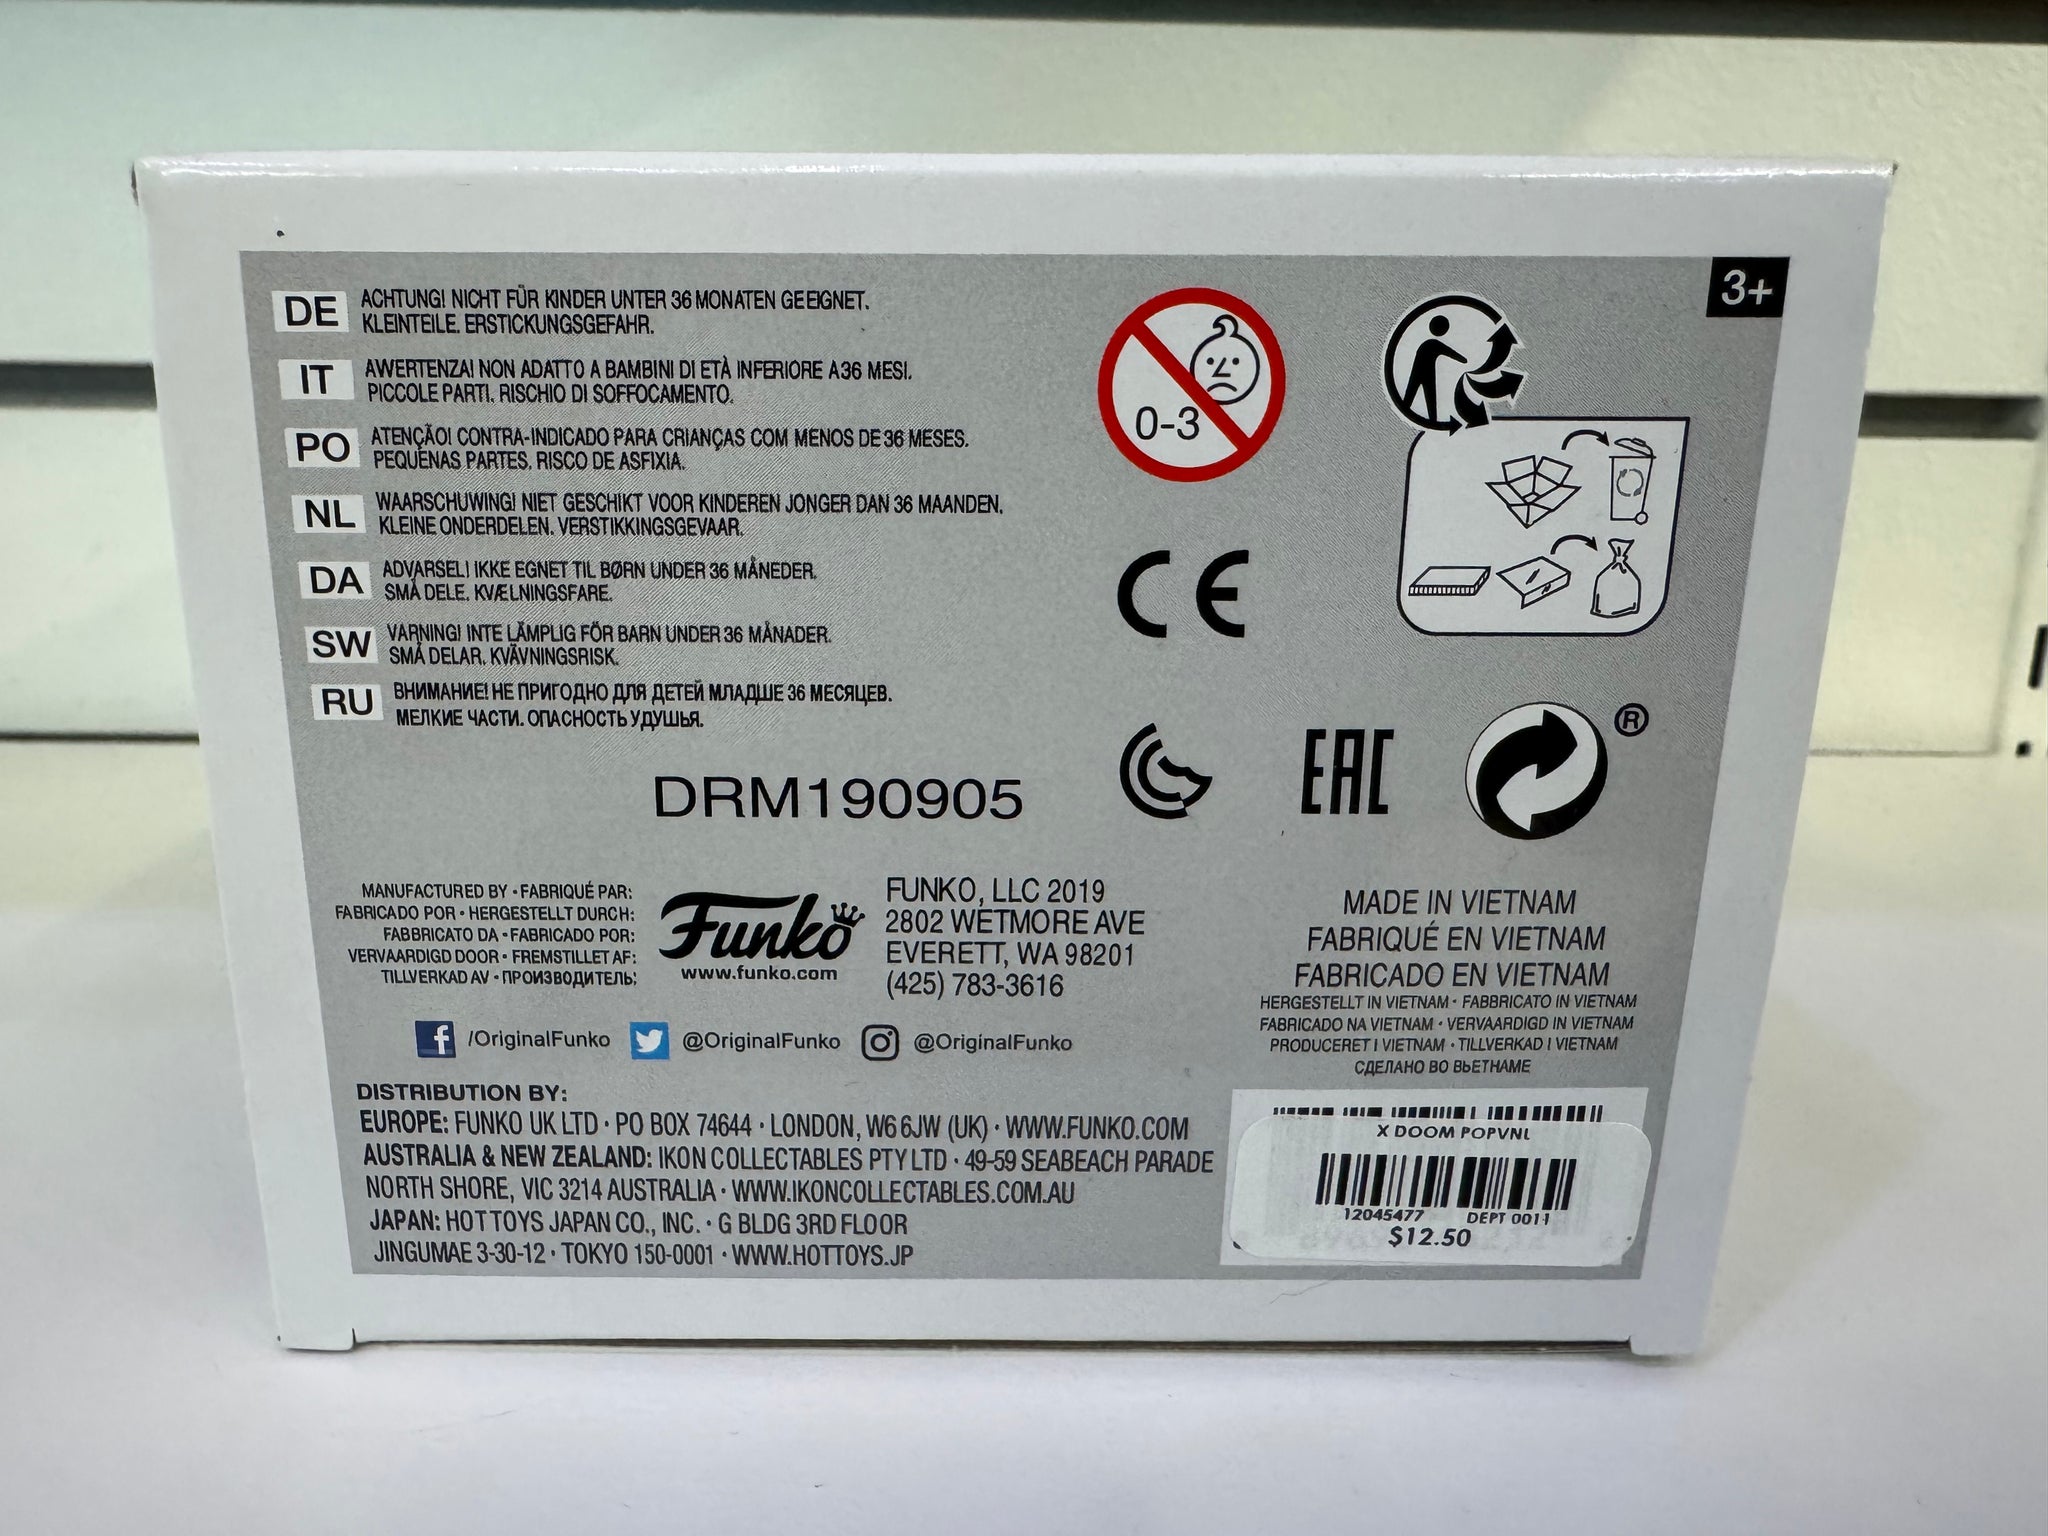 3+
DE ACHTUNG! NICHT FÜR KINDER UNTER 36 MONATEN GEEIGNET.
KLEINTEILE. ERSTICKUNGSGEFAHR.
IT AWERTENZA! NON ADATTO A BAMBINI DI ETÀ INFERIORE A 36 MESI.
PICCOLE PARTI. RISCHIO DI SOFFOCAMENTO.
PO ATENÇÃO! CONTRA-INDICADO PARA CRIANÇAS COM MENOS DE 36 MESES.
PEQUENAS PARTES. RISCO DE ASFIXIA.
NL WAARSCHUWING! NIET GESCHIKT VOOR KINDEREN JONGER DAN 36 MAANDEN.
KLEINE ONDERDELEN. VERSTIKKINGSGEVAAR.
DA ADVARSEL! IKKE EGNET TIL BØRN UNDER 36 MÅNEDER.
SMÅ DELE. KVÆLNINGSFARE.
SW VARNING! INTE LÄMPLIG FÖR BARN UNDER 36 MÅNADER.
SMÅ DELAR. KVÄVNINGSRISK.
RU ВНИМАНИЕ! НЕ ПРИГОДНО ДЛЯ ДЕТЕЙ МЛАДШЕ 36 МЕСЯЦЕВ.
МЕЛКИЕ ЧАСТИ. ОПАСНОСТЬ УДУШЬЯ.
0-3
CE
DRM190905
EAC
®
MANUFACTURED BY • FABRIQUÉ PAR:
FABRICADO POR • HERGESTELLT DURCH:
FABBRICATO DA • FABRICADO POR:
VERVAARDIGD DOOR • FREMSTILLET AF:
TILLVERKAD AV • ПРОИЗВОДИТЕЛЬ:
Funko
www.funko.com
FUNKO, LLC 2019
2802 WETMORE AVE
EVERETT, WA 98201
(425) 783-3616
MADE IN VIETNAM
FABRIQUÉ EN VIETNAM
FABRICADO EN VIETNAM
HERGESTELLT IN VIETNAM • FABBRICATO IN VIETNAM
FABRICADO NA VIETNAM • VERVAARDIGD IN VIETNAM
PRODUCERET I VIETNAM • TILLVERKAD I VIETNAM
СДЕЛАНО ВО ВЬЕТНАМЕ
f /OriginalFunko @OriginalFunko @OriginalFunko
DISTRIBUTION BY:
EUROPE: FUNKO UK LTD • PO BOX 74644 • LONDON, W6 6JW (UK) • WWW.FUNKO.COM
AUSTRALIA & NEW ZEALAND: IKON COLLECTABLES PTY LTD • 49-59 SEABEACH PARADE
NORTH SHORE, VIC 3214 AUSTRALIA • WWW.IKONCOLLECTABLES.COM.AU
JAPAN: HOT TOYS JAPAN CO., INC. • G BLDG 3RD FLOOR
JINGUMAE 3-30-12 • TOKYO 150-0001 • WWW.HOTTOYS.JP
X DOOM POPVNL
12045477 DEPT 0011
$12.50